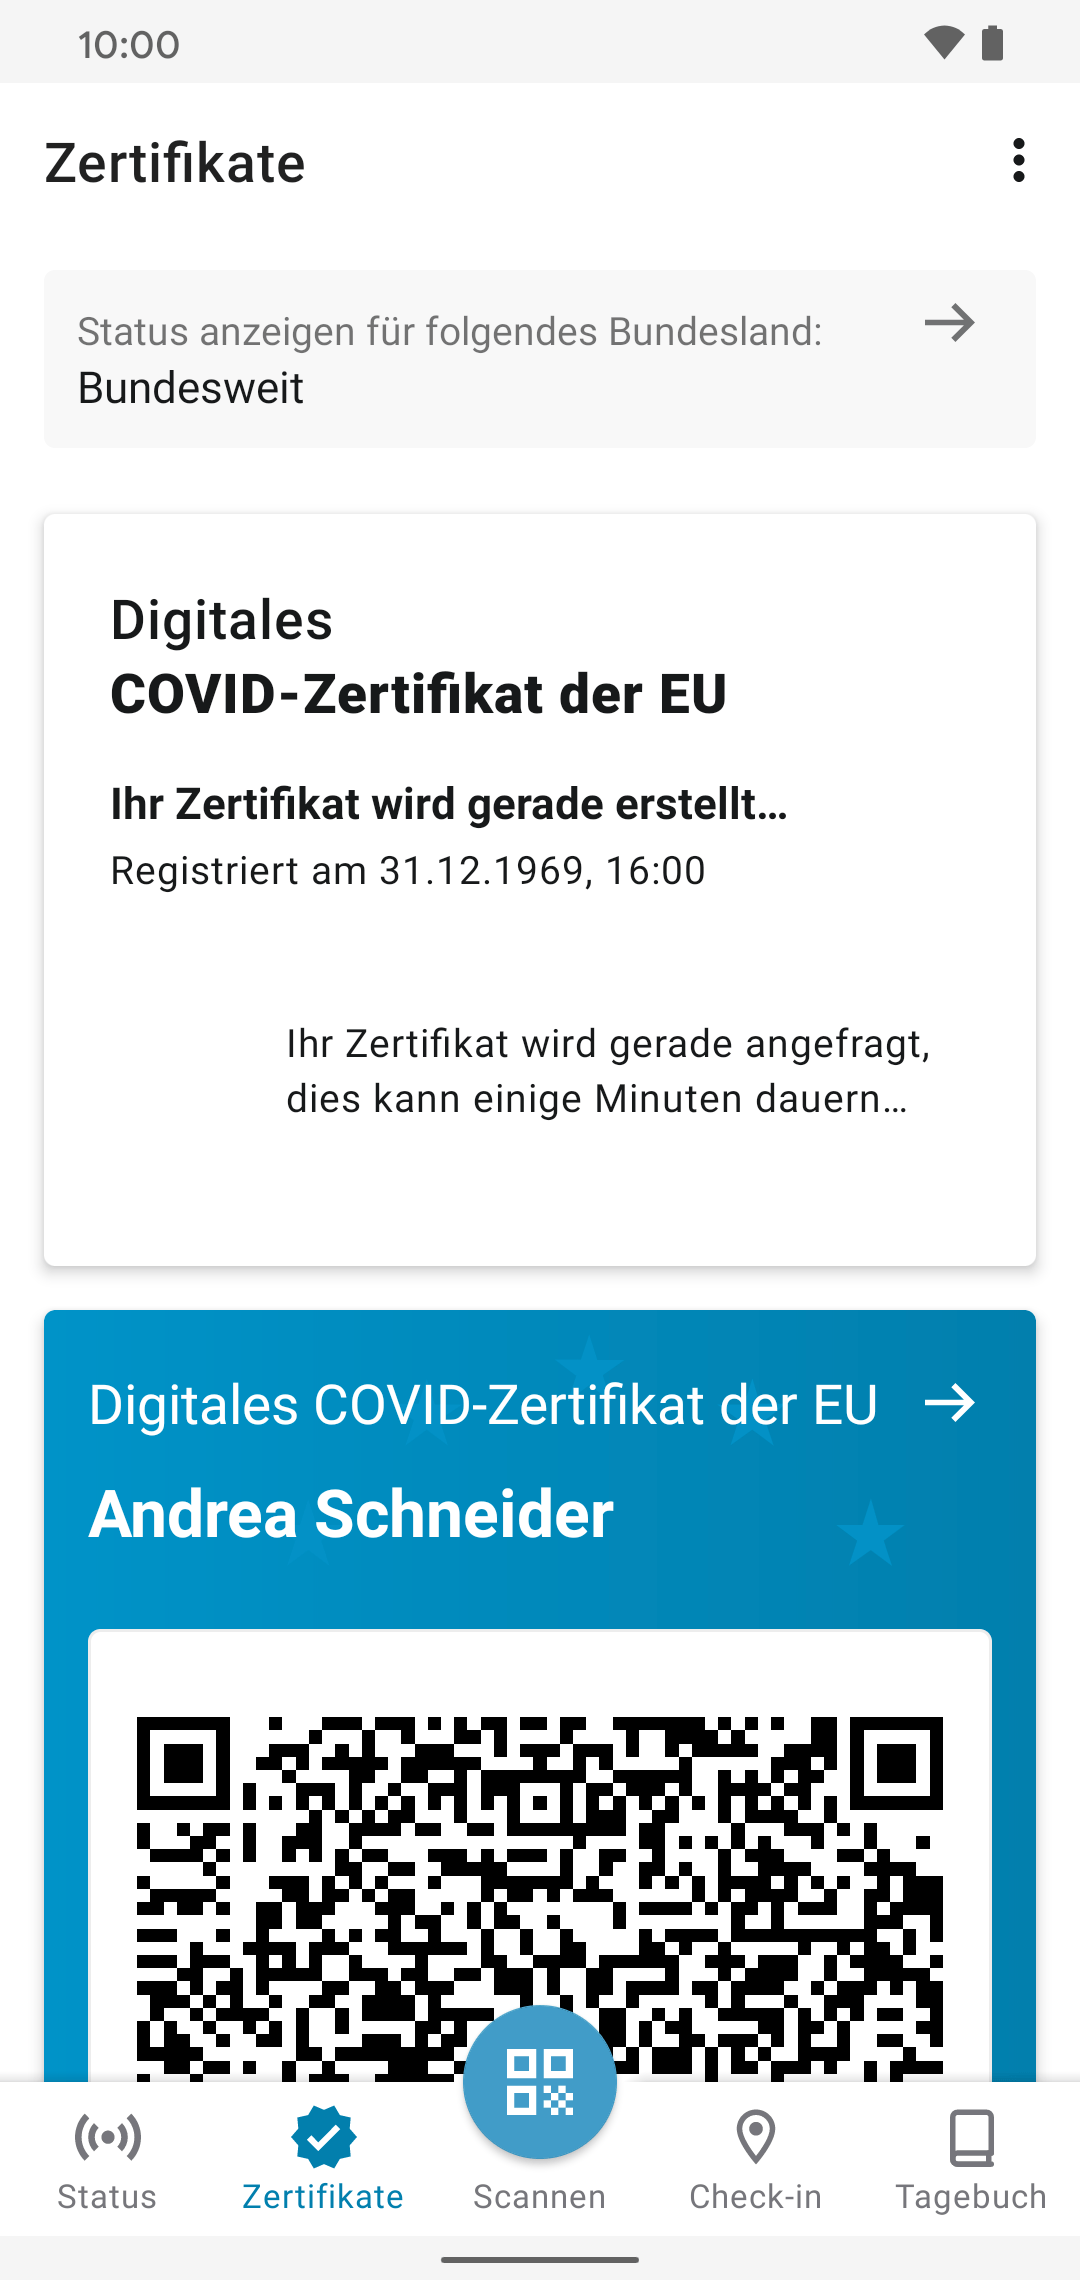 10:00
Zertifikate
Status anzeigen für folgendes Bundesland:
Bundesweit
Digitales
COVID-Zertifikat der EU
Ihr Zertifikat wird gerade erstellt…
Registriert am 31.12.1969, 16:00
Ihr Zertifikat wird gerade angefragt,
dies kann einige Minuten dauern…
Digitales COVID-Zertifikat der EU
Andrea Schneider
Status
Zertifikate
Scannen
Check-in
Tagebuch